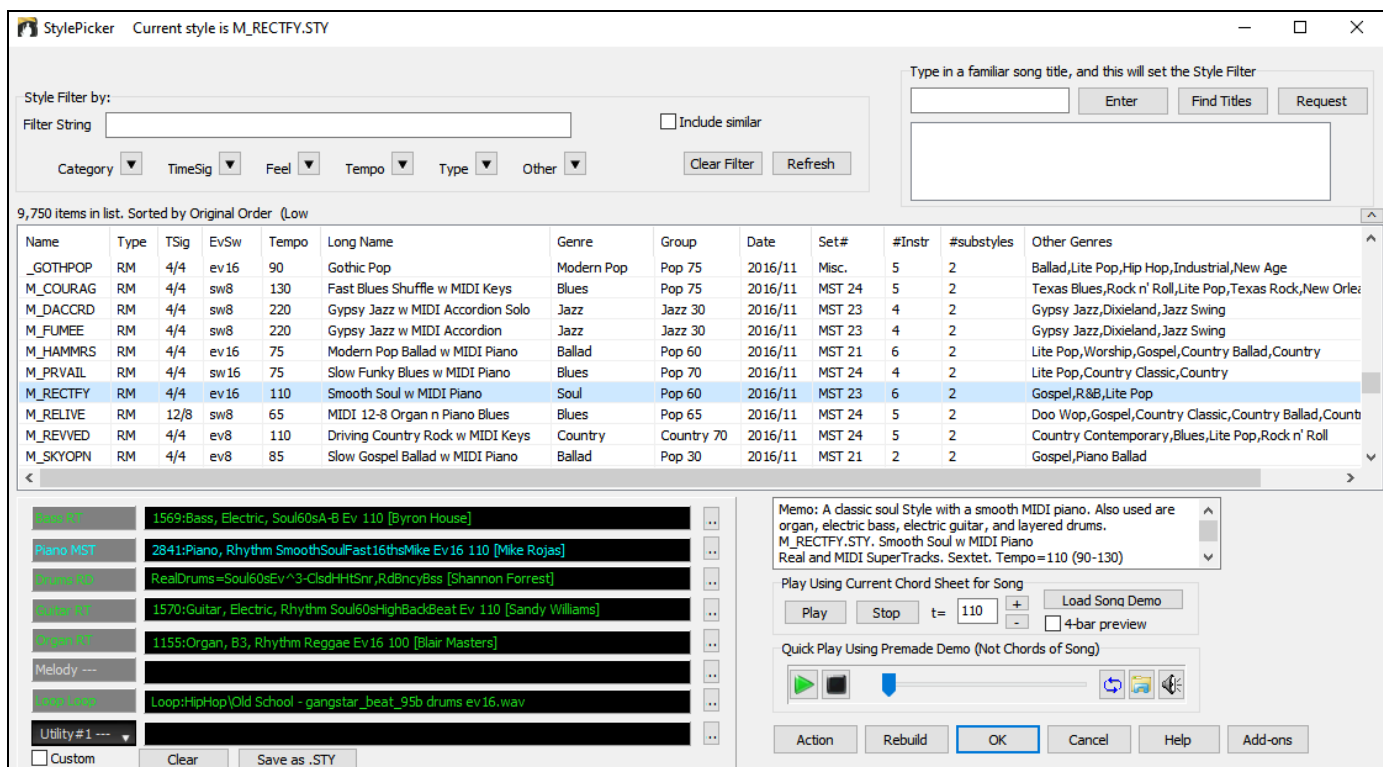 StylePicker Current style is M_RECTFY.STY
Type in a familiar song title, and this will set the Style Filter
Enter Find Titles Request
Style Filter by:
Filter String Include similar
Category TimeSig Feel Tempo Type Other Clear Filter Refresh
9,750 items in list. Sorted by Original Order (Low
Name Type TSig EvSw Tempo Long Name Genre Group Date Set# #Instr #substyles Other Genres
_GOTHPOP RM 4/4 ev16 90 Gothic Pop Modern Pop Pop 75 2016/11 Misc. 5 2 Ballad,Lite Pop,Hip Hop,Industrial,New Age
M_COURAG RM 4/4 sw8 130 Fast Blues Shuffle w MIDI Keys Blues Pop 75 2016/11 MST 24 5 2 Texas Blues,Rock n' Roll,Lite Pop,Texas Rock,New Orlea
M_DACCRD RM 4/4 sw8 220 Gypsy Jazz w MIDI Accordion Solo Jazz Jazz 30 2016/11 MST 23 4 2 Gypsy Jazz,Dixieland,Jazz Swing
M_FUMEE RM 4/4 sw8 220 Gypsy Jazz w MIDI Accordion Jazz Jazz 30 2016/11 MST 23 4 2 Gypsy Jazz,Dixieland,Jazz Swing
M_HAMMRS RM 4/4 ev16 75 Modern Pop Ballad w MIDI Piano Ballad Pop 60 2016/11 MST 21 6 2 Lite Pop,Worship,Gospel,Country Ballad,Country
M_PRVAIL RM 4/4 sw16 75 Slow Funky Blues w MIDI Piano Blues Pop 70 2016/11 MST 24 4 2 Lite Pop,Country Classic,Country
M_RECTFY RM 4/4 ev16 110 Smooth Soul w MIDI Piano Soul Pop 60 2016/11 MST 23 6 2 Gospel,R&B,Lite Pop
M_RELIVE RM 12/8 sw8 65 MIDI 12-8 Organ n Piano Blues Blues Pop 65 2016/11 MST 24 5 2 Doo Wop,Gospel,Country Classic,Country Ballad,Count
M_REVVED RM 4/4 ev8 110 Driving Country Rock w MIDI Keys Country Country 70 2016/11 MST 24 5 2 Country Contemporary,Blues,Lite Pop,Rock n' Roll
M_SKYOPN RM 4/4 ev8 85 Slow Gospel Ballad w MIDI Piano Ballad Pop 30 2016/11 MST 21 2 2 Gospel,Piano Ballad
Bass RT 1569:Bass, Electric, Soul60sA-B Ev 110 [Byron House] ..
Piano MST 2841:Piano, Rhythm SmoothSoulFast16thsMike Ev16 110 [Mike Rojas] ..
Drums RD RealDrums=Soul60sEv^3-ClsdHHtSnr,RdBncyBss [Shannon Forrest] ..
Guitar RT 1570:Guitar, Electric, Rhythm Soul60sHighBackBeat Ev 110 [Sandy Williams] ..
Organ RT 1155:Organ, B3, Rhythm Reggae Ev16 100 [Blair Masters] ..
Melody --- ..
Loop Loop Loop:HipHop\Old School - gangstar_beat_95b drums ev16.wav ..
Utility#1 --- ..
Custom Clear Save as .STY
Memo: A classic soul Style with a smooth MIDI piano. Also used are
organ, electric bass, electric guitar, and layered drums.
M_RECTFY.STY. Smooth Soul w MIDI Piano
Real and MIDI SuperTracks. Sextet. Tempo=110 (90-130)
Play Using Current Chord Sheet for Song
Play Stop t= 110 + - Load Song Demo
4-bar preview
Quick Play Using Premade Demo (Not Chords of Song)
Action Rebuild OK Cancel Help Add-ons